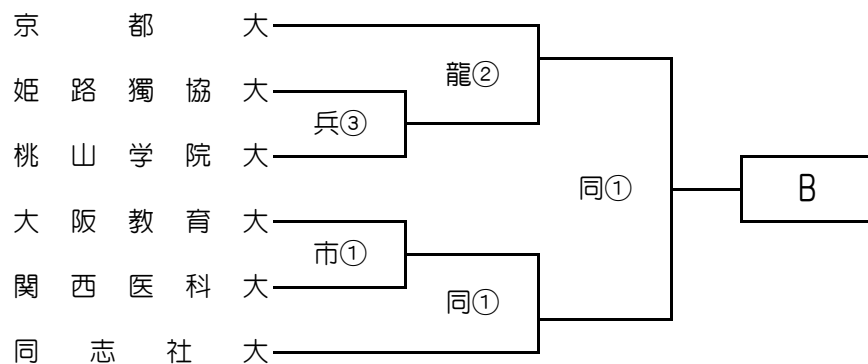 京都大
龍②
姫路獨協大
兵③
桃山学院大
同①
B
大阪教育大
市①
関西医科大
同①
同志社大